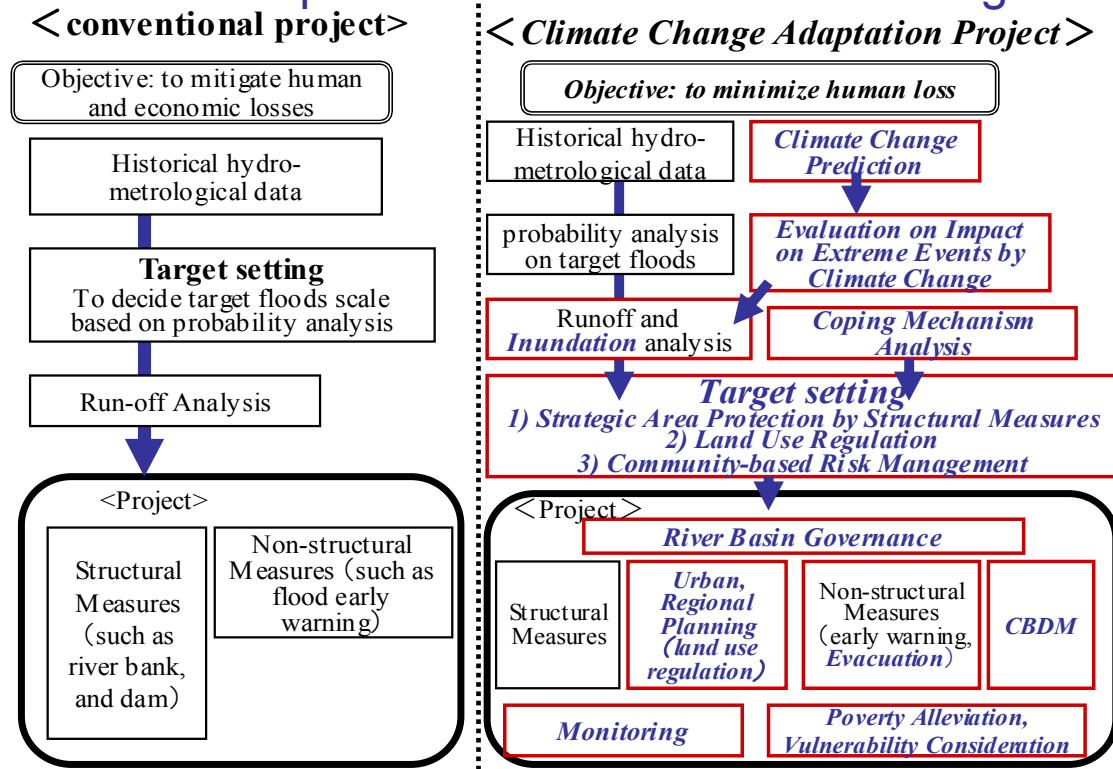 <conventional project>
Objective: to mitigate human
and economic losses
Historical hydro-
metrological data
Target setting
To decide target floods scale
based on probability analysis
Run-off Analysis
<Project>
Structural
Measures
(such as
river bank,
and dam)
Non-structural
Measures (such as
flood early
warning)
<Climate Change Adaptation Project>
Objective: to minimize human loss
Historical hydro-
metrological data
Climate Change
Prediction
probability analysis
on target floods
Evaluation on Impact
on Extreme Events by
Climate Change
Runoff and
Inundation analysis
Coping Mechanism
Analysis
Target setting
1) Strategic Area Protection by Structural Measures
2) Land Use Regulation
3) Community-based Risk Management
<Project>
River Basin Governance
Structural
Measures
Urban,
Regional
Planning
(land use
regulation)
Non-structural
Measures
(early warning,
Evacuation)
CBDM
Monitoring
Poverty Alleviation,
Vulnerability Consideration